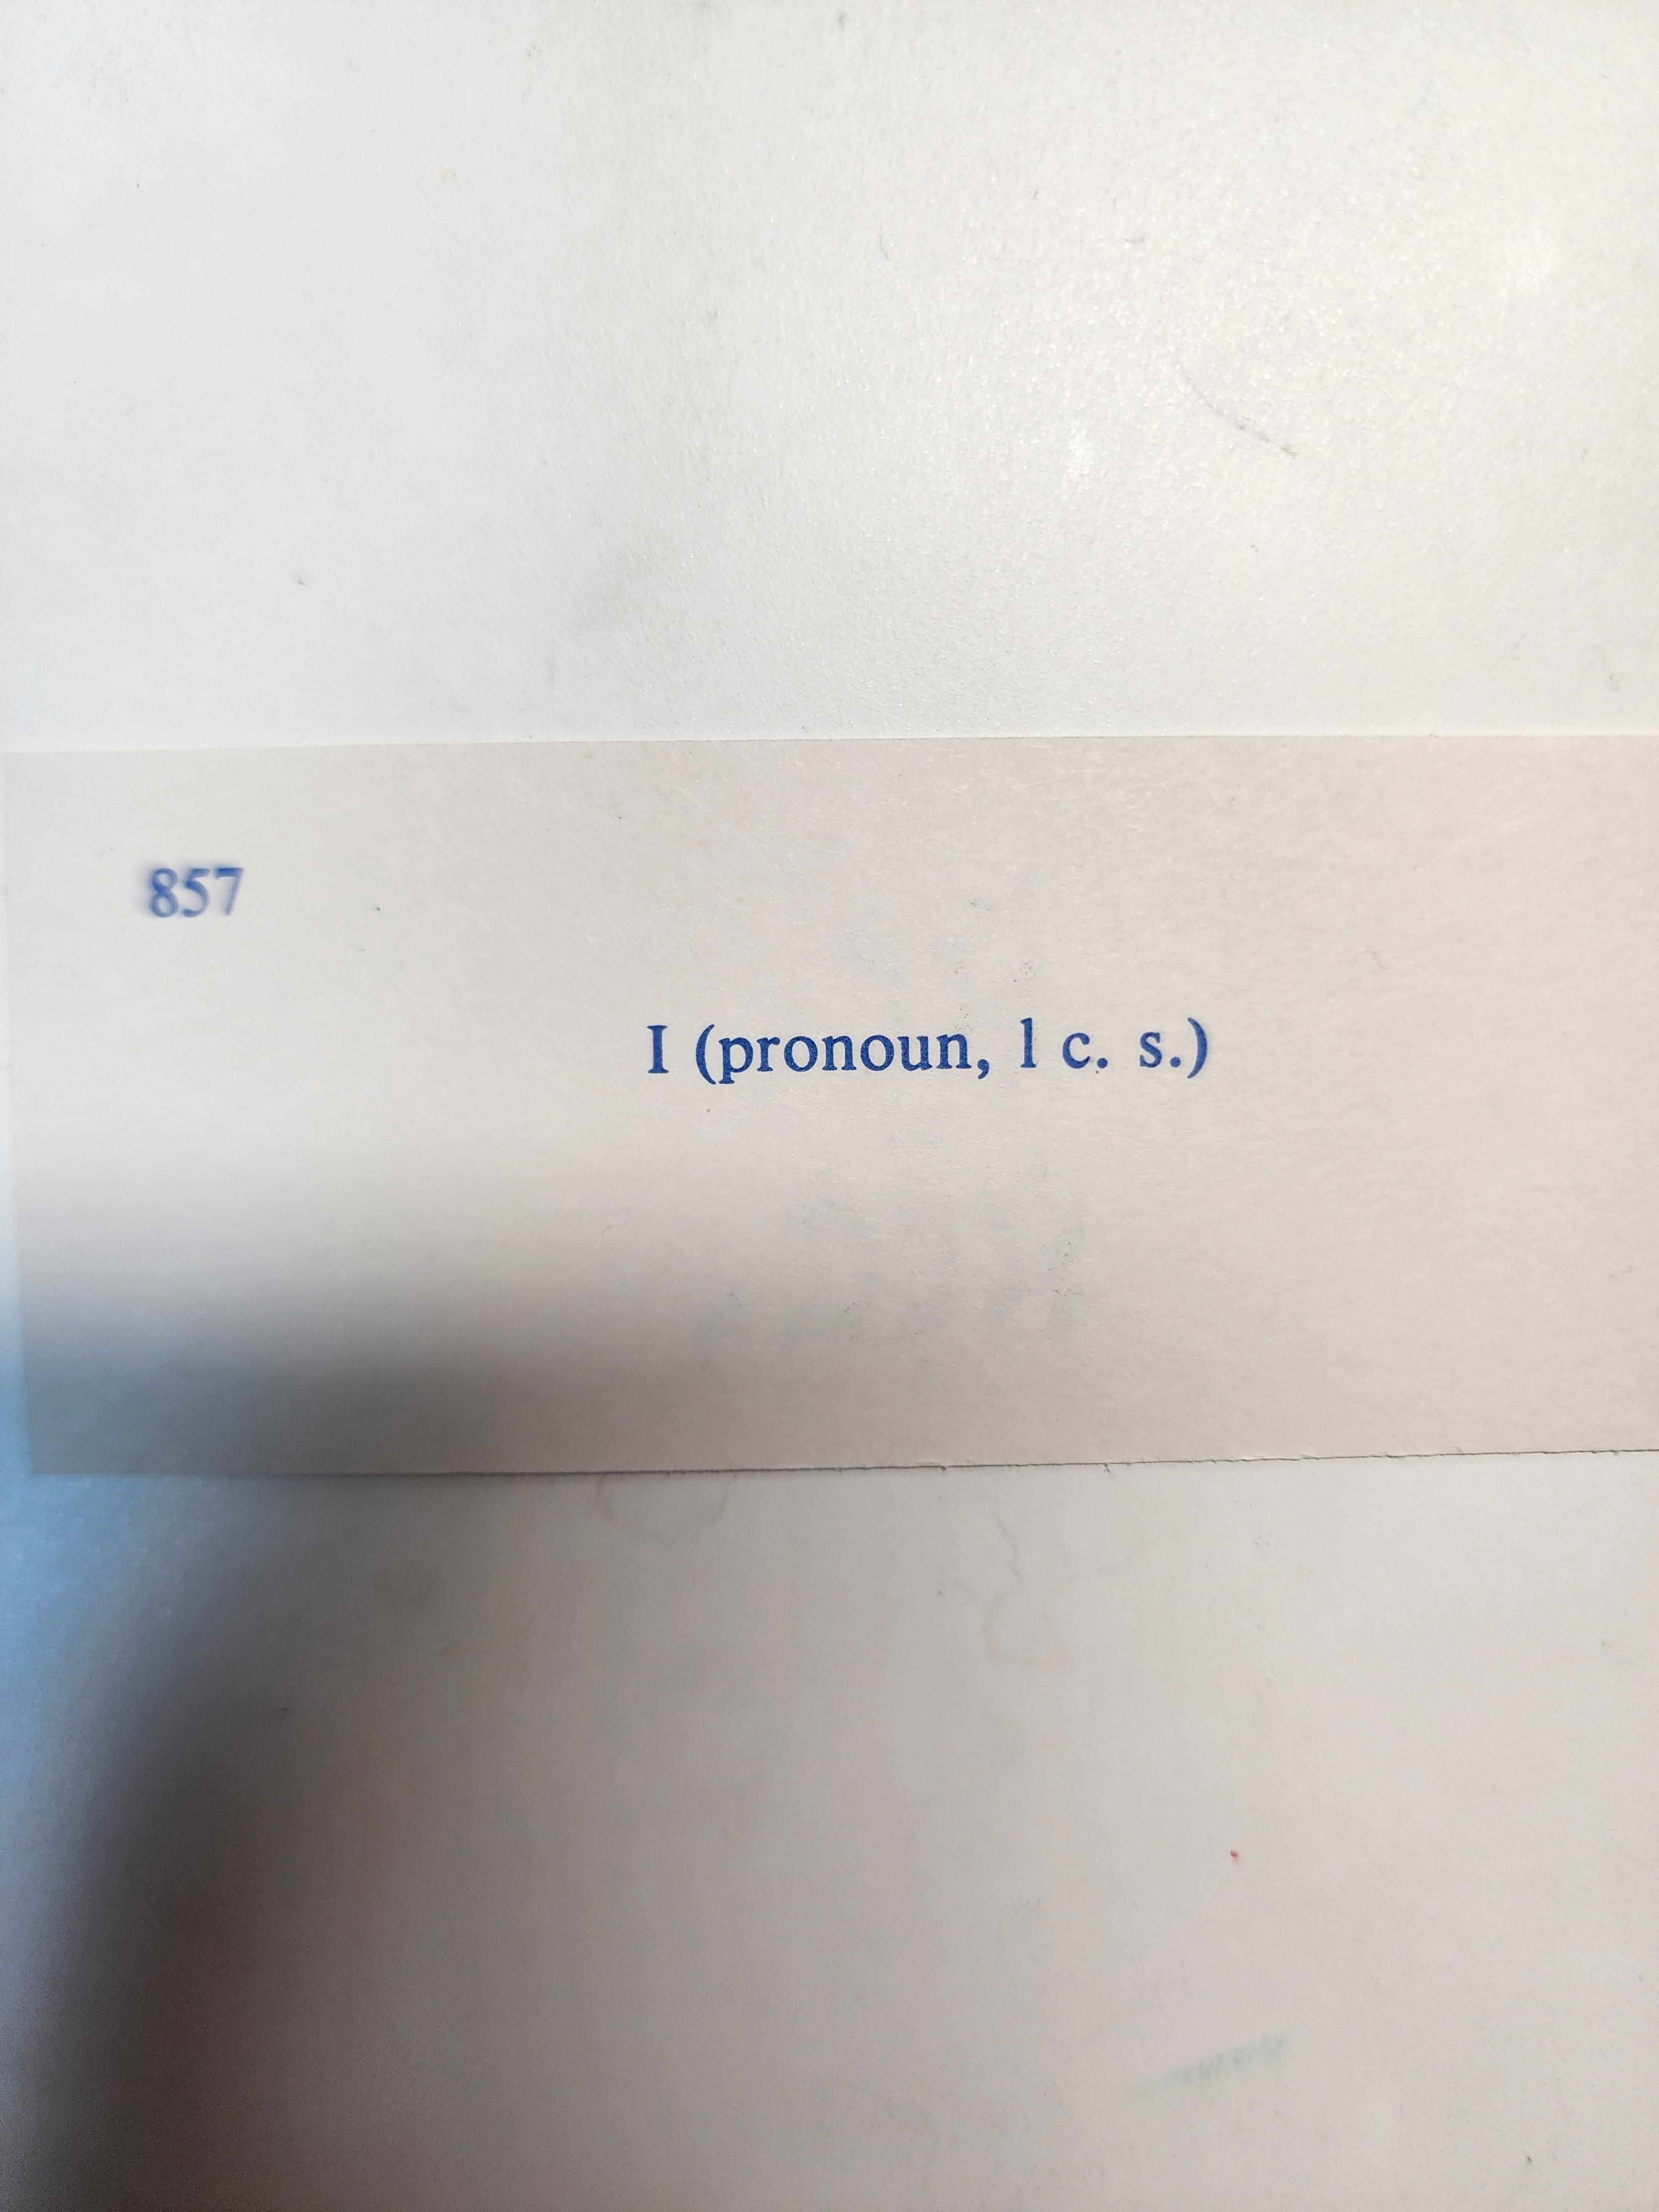 857
I (pronoun, 1 c. s.)